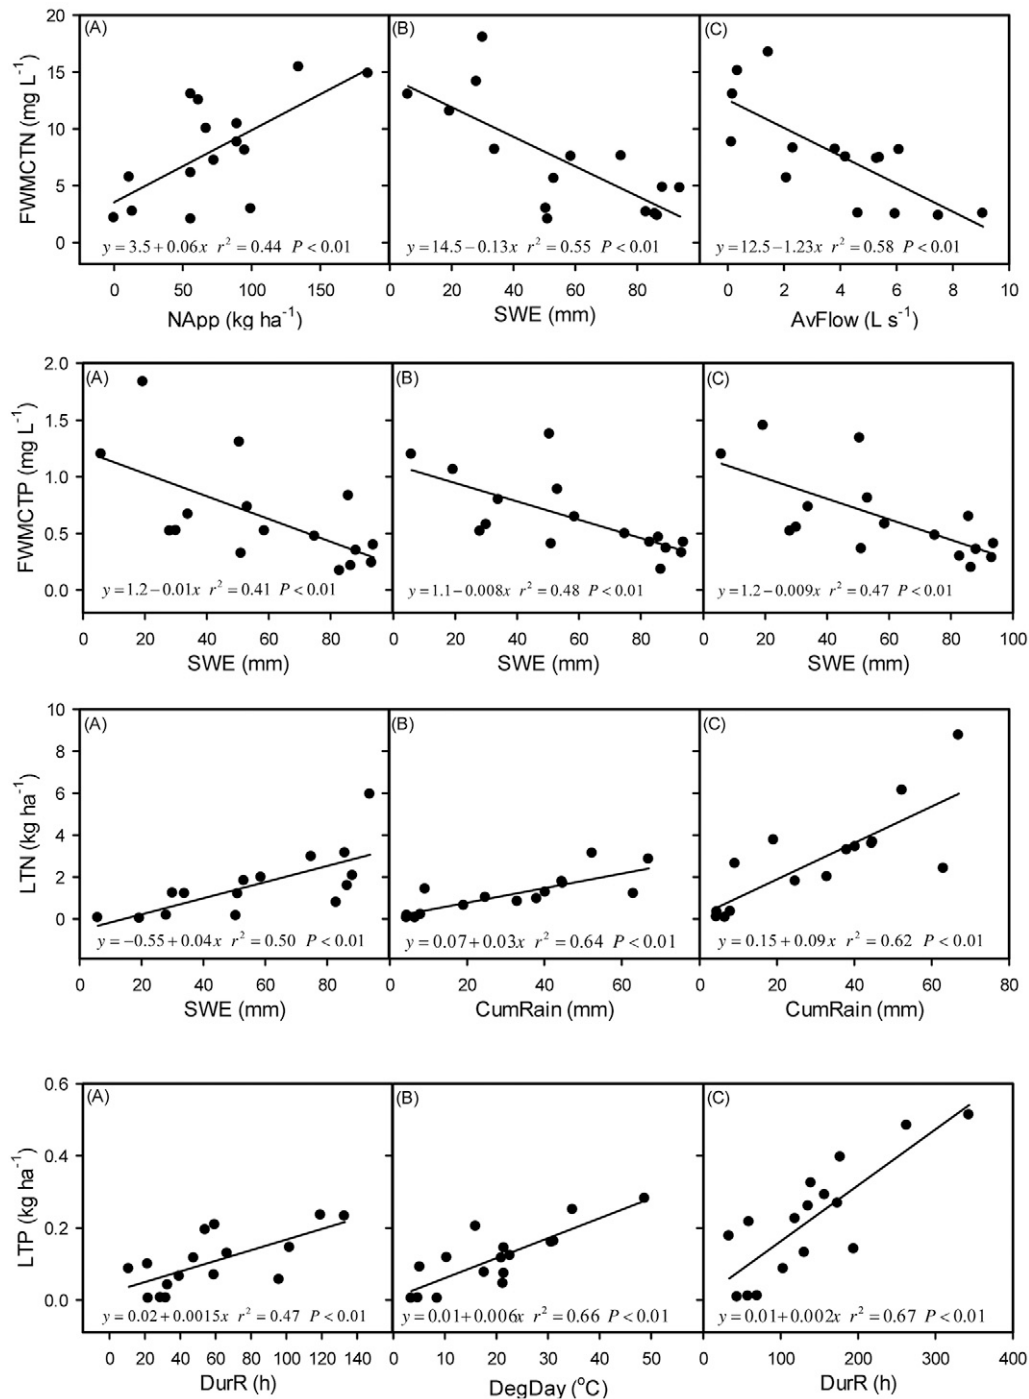 (A) (B) (C)
20
15
10
5
0
FWMCTN (mg L⁻¹)
y = 3.5 + 0.06x r² = 0.44 P < 0.01
y = 14.5 − 0.13x r² = 0.55 P < 0.01
y = 12.5 − 1.23x r² = 0.58 P < 0.01
0 50 100 150
0 20 40 60 80
0 2 4 6 8 10
NApp (kg ha⁻¹)
SWE (mm)
AvFlow (L s⁻¹)
(A) (B) (C)
2.0
1.5
1.0
0.5
0.0
FWMCTP (mg L⁻¹)
y = 1.2 − 0.01x r² = 0.41 P < 0.01
y = 1.1 − 0.008x r² = 0.48 P < 0.01
y = 1.2 − 0.009x r² = 0.47 P < 0.01
0 20 40 60 80
0 20 40 60 80
0 20 40 60 80 100
SWE (mm)
SWE (mm)
SWE (mm)
(A) (B) (C)
10
8
6
4
2
0
LTN (kg ha⁻¹)
y = −0.55 + 0.04x r² = 0.50 P < 0.01
y = 0.07 + 0.03x r² = 0.64 P < 0.01
y = 0.15 + 0.09x r² = 0.62 P < 0.01
0 20 40 60 80
0 20 40 60
0 20 40 60 80
SWE (mm)
CumRain (mm)
CumRain (mm)
(A) (B) (C)
0.6
0.4
0.2
0.0
LTP (kg ha⁻¹)
y = 0.02 + 0.0015x r² = 0.47 P < 0.01
y = 0.01 + 0.006x r² = 0.66 P < 0.01
y = 0.01 + 0.002x r² = 0.67 P < 0.01
0 20 40 60 80 100 120 140
0 10 20 30 40 50
0 100 200 300 400
DurR (h)
DegDay (°C)
DurR (h)